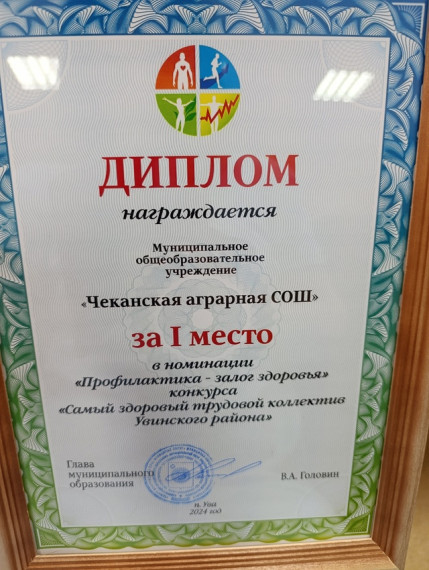 ДИПЛОМ
награждается
Муниципальное
общеобразовательное
учреждение
«Чеканская аграрная СОШ»
за I место
в номинации
«Профилактика - залог здоровья»
конкурса
«Самый здоровый трудовой коллектив
Увинского района»
Глава
муниципального
образования
В.А. Головин
п. Ува
2024 год